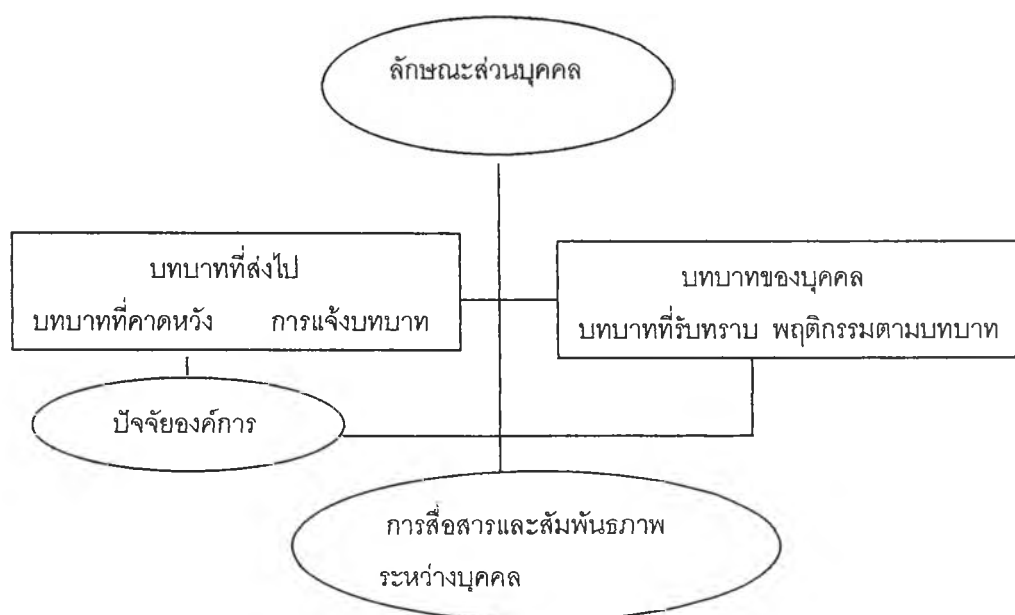 ลักษณะส่วนบุคคล
บทบาทที่ส่งไป
บทบาทที่คาดหวัง การแจ้งบทบาท
บทบาทของบุคคล
บทบาทที่รับทราบ พฤติกรรมตามบทบาท
ปัจจัยองค์การ
การสื่อสารและสัมพันธภาพ
ระหว่างบุคคล